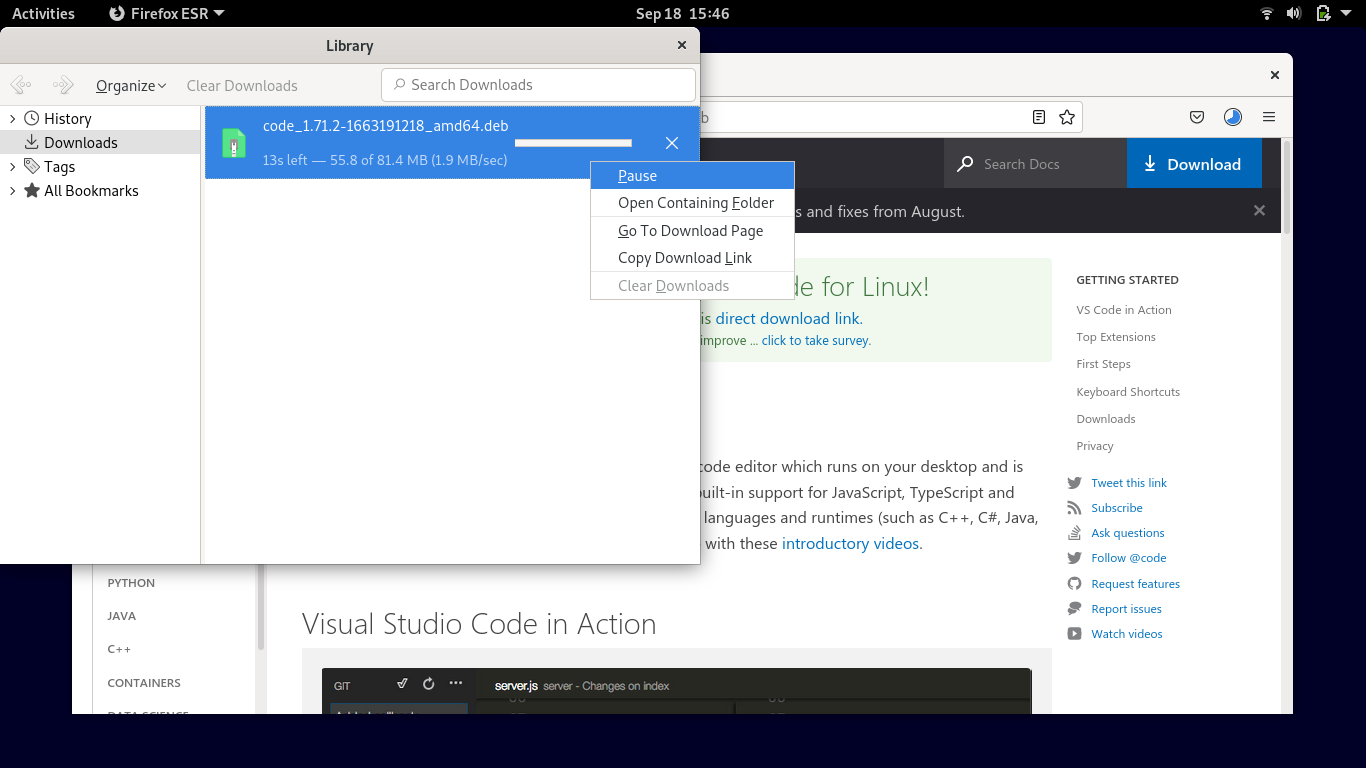 Activities
Firefox ESR
Sep 18 15:46
Library
Organize
Clear Downloads
Search Downloads
History
Downloads
Tags
All Bookmarks
code_1.71.2-1663191218_amd64.deb
13s left — 55.8 of 81.4 MB (1.9 MB/sec)
Pause
Open Containing Folder
Go To Download Page
Copy Download Link
Clear Downloads
b
Search Docs
Download
s and fixes from August.
de for Linux!
is direct download link.
improve ... click to take survey.
code editor which runs on your desktop and is
built-in support for JavaScript, TypeScript and
languages and runtimes (such as C++, C#, Java,
with these introductory videos.
GETTING STARTED
VS Code in Action
Top Extensions
First Steps
Keyboard Shortcuts
Downloads
Privacy
Tweet this link
Subscribe
Ask questions
Follow @code
Request features
Report issues
Watch videos
PYTHON
JAVA
C++
CONTAINERS
DATA SCIENCE
Visual Studio Code in Action
GIT
server.js server - Changes on index